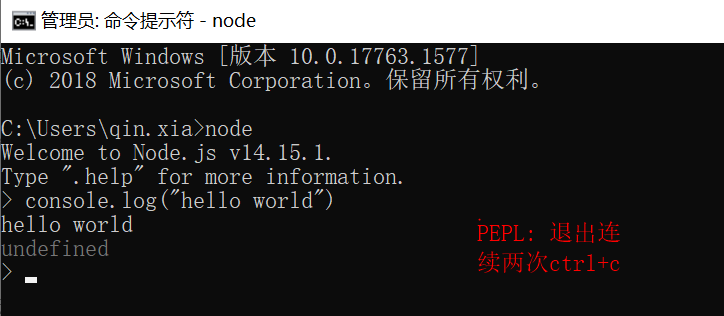 管理员: 命令提示符 - node
Microsoft Windows [版本 10.0.17763.1577]
(c) 2018 Microsoft Corporation。保留所有权利。
C:\Users\qin.xia>node
Welcome to Node.js v14.15.1.
Type ".help" for more information.
> console.log("hello world")
hello world
undefined
>
PEPL: 退出连
续两次ctrl+c